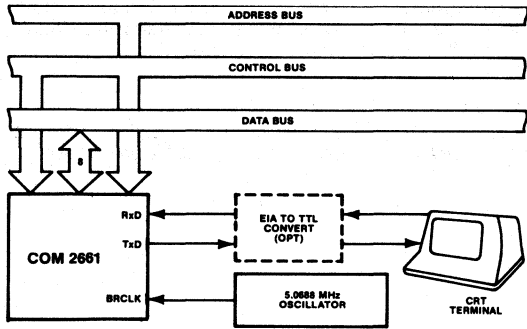 ADDRESS BUS
CONTROL BUS
DATA BUS
8
RxD
TxD
COM 2661
BRCLK
EIA TO TTL
CONVERT
(OPT)
5.0688 MHz
OSCILLATOR
CRT
TERMINAL